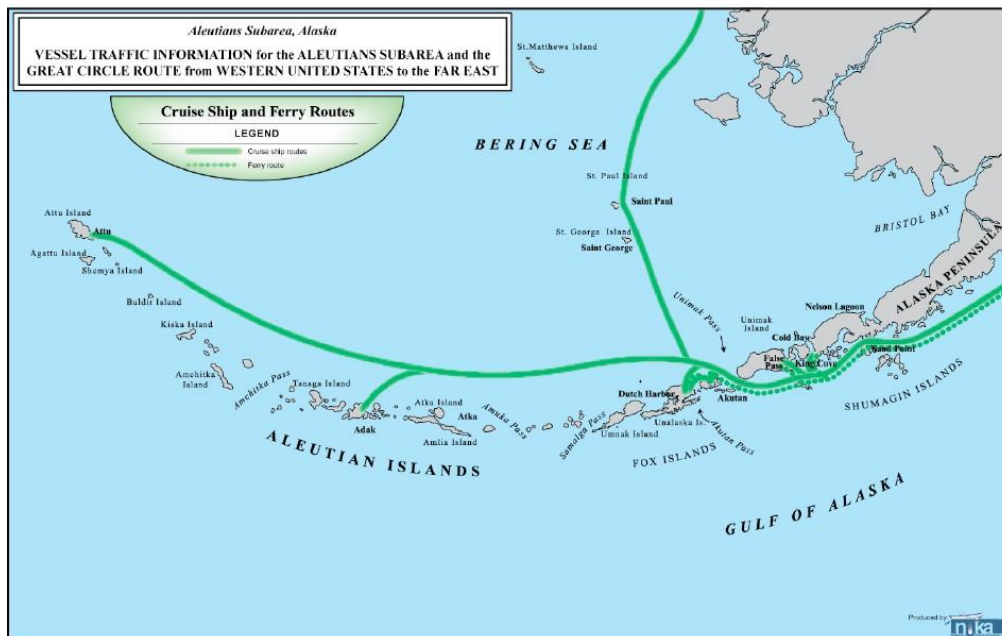 Aleutians Subarea, Alaska
VESSEL TRAFFIC INFORMATION for the ALEUTIANS SUBAREA and the
GREAT CIRCLE ROUTE from WESTERN UNITED STATES to the FAR EAST
Cruise Ship and Ferry Routes
LEGEND
Cruise ship routes
Ferry route
St.Matthews Island
BERING SEA
St. Paul Island
Saint Paul
St. George Island
Saint George
BRISTOL BAY
ALASKA PENINSULA
Attu Island
Attu
Agattu Island
Shemya Island
Buldir Island
Kiska Island
Amchitka
Island
Amchitka Pass
Tanaga Island
Adak
Atka Island
Atka
Amlia Island
Amukta Pass
Samalga Pass
Umnak Island
Dutch Harbor
Unalaska Is.
Akutan Pass
Akutan
Unimak Pass
Unimak
Island
False
Pass
Cold Bay
King Cove
Nelson Lagoon
Sand Point
SHUMAGIN ISLANDS
FOX ISLANDS
ALEUTIAN ISLANDS
GULF OF ALASKA
Produced by
nuka